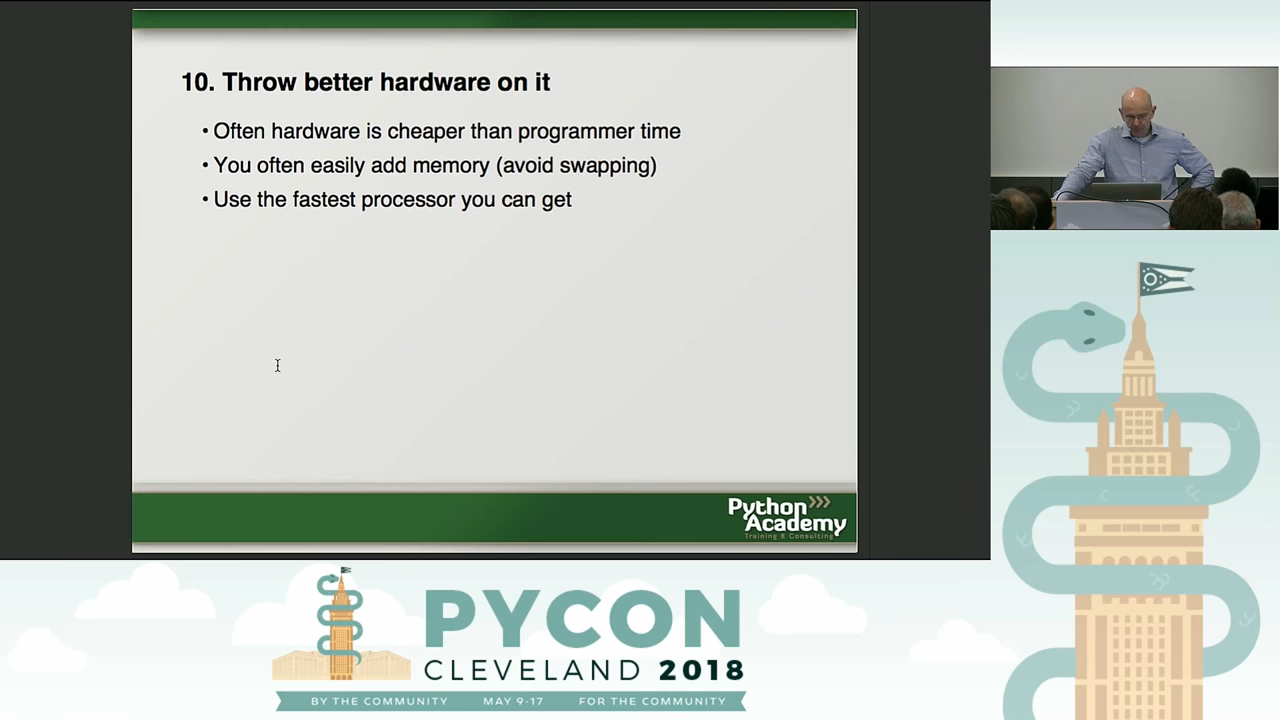 10. Throw better hardware on it
• Often hardware is cheaper than programmer time
• You often easily add memory (avoid swapping)
• Use the fastest processor you can get
Python
Academy
Training & Consulting
PYCON
CLEVELAND 2018
BY THE COMMUNITY MAY 9-17 FOR THE COMMUNITY